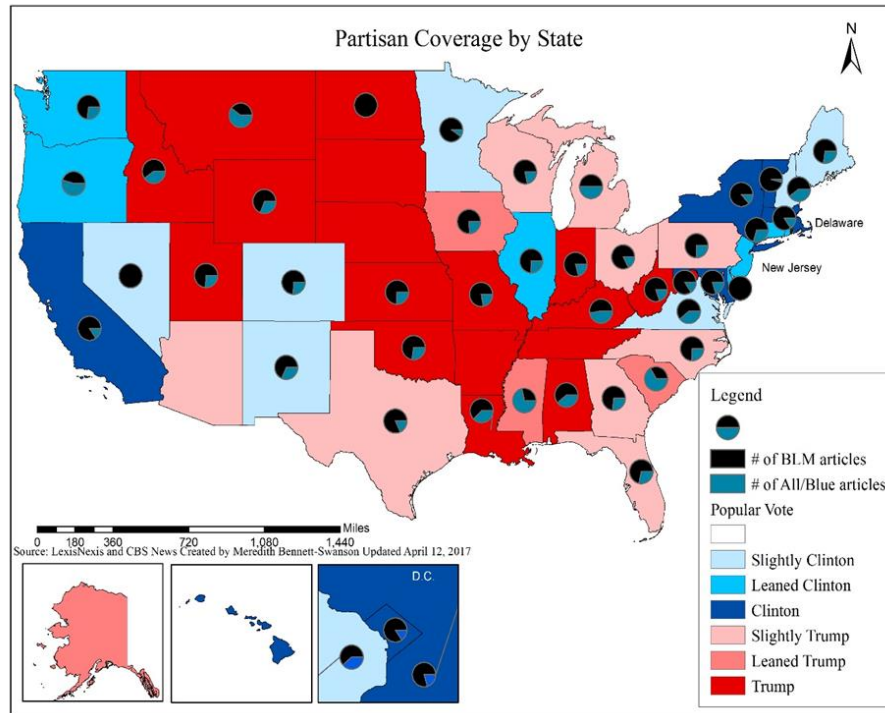 Partisan Coverage by State
N
Delaware
New Jersey
Legend
# of BLM articles
# of All/Blue articles
Popular Vote
Slightly Clinton
Leaned Clinton
Clinton
Slightly Trump
Leaned Trump
Trump
Miles
0 180 360 720 1,080 1,440
Source: LexisNexis and CBS News Created by Meredith Bennett-Swanson Updated April 12, 2017
D.C.